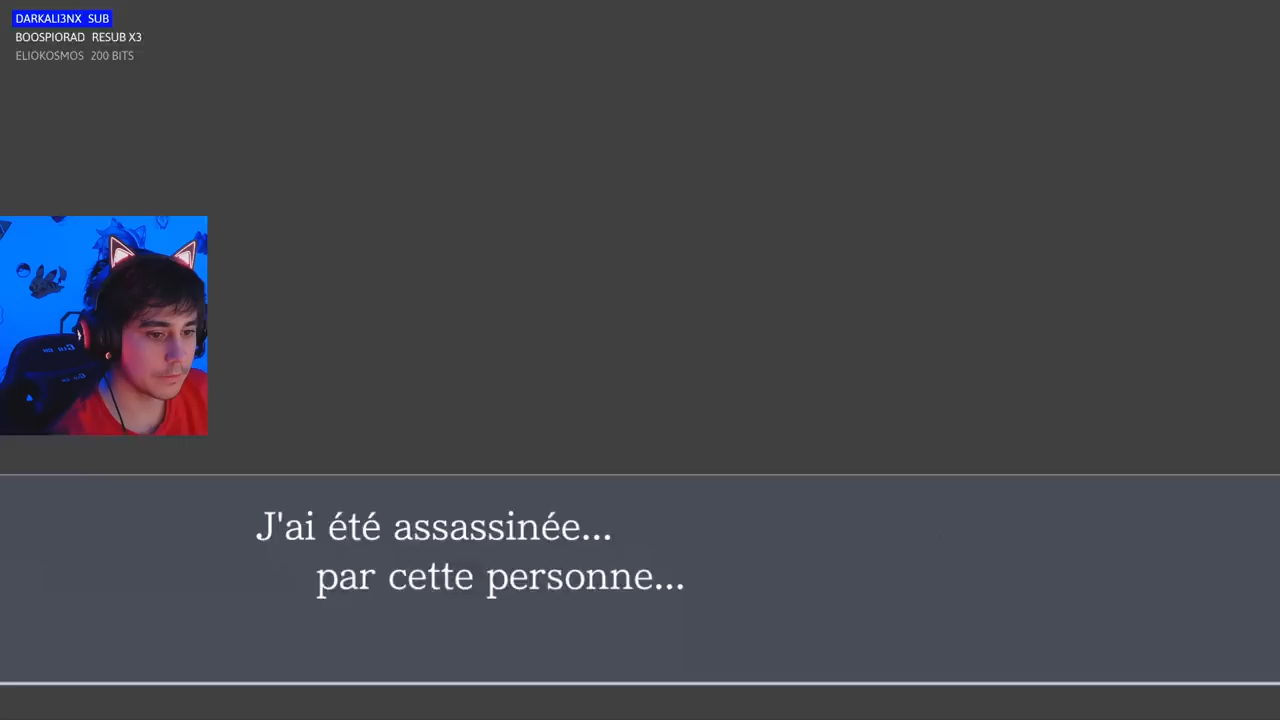 DARKALI3NX SUB
BOOSPIORAD RESUB X3
ELIOKOSMOS 200 BITS
J'ai été assassinée...
par cette personne...